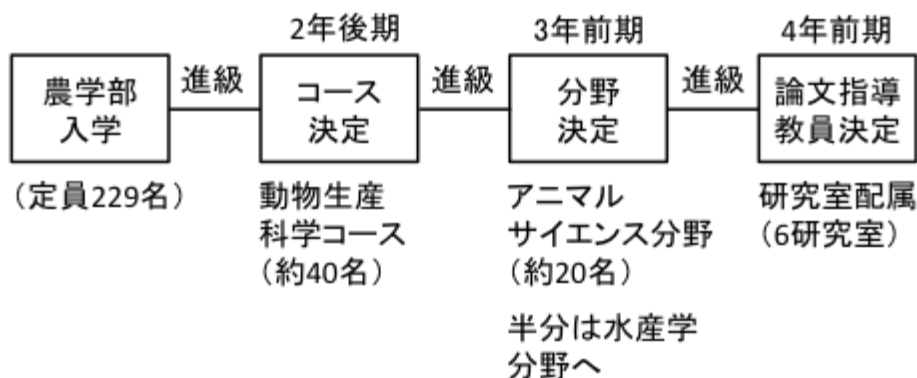 2年後期
3年前期
4年前期
農学部
入学
進級
コース
決定
進級
分野
決定
進級
論文指導
教員決定
(定員229名)
動物生産
科学コース
(約40名)
アニマル
サイエンス分野
(約20名)
半分は水産学
分野へ
研究室配属
(6研究室)